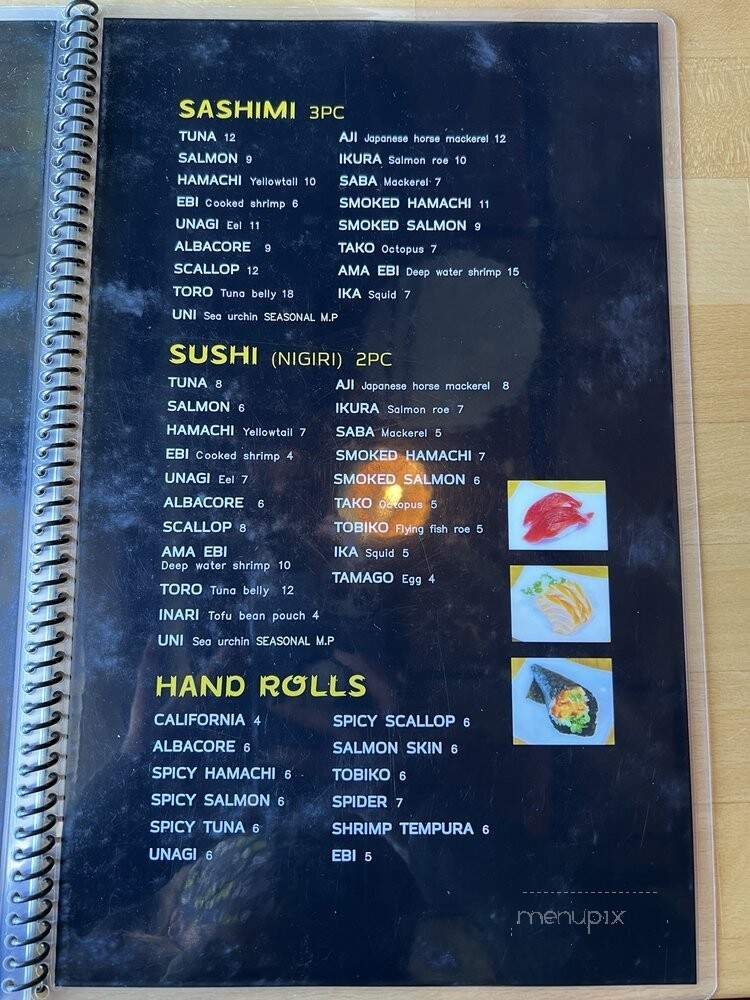 SASHIMI 3PC
TUNA 12
SALMON 9
HAMACHI Yellowtail 10
EBI Cooked shrimp 6
UNAGI Eel 11
ALBACORE 9
SCALLOP 12
TORO Tuna belly 18
UNI Sea urchin SEASONAL M.P
AJI Japanese horse mackerel 12
IKURA Salmon roe 10
SABA Mackerel 7
SMOKED HAMACHI 11
SMOKED SALMON 9
TAKO Octopus 7
AMA EBI Deep water shrimp 15
IKA Squid 7
SUSHI (NIGIRI) 2PC
TUNA 8
SALMON 6
HAMACHI Yellowtail 7
EBI Cooked shrimp 4
UNAGI Eel 7
ALBACORE 6
SCALLOP 8
AMA EBI
Deep water shrimp 10
TORO Tuna belly 12
INARI Tofu bean pouch 4
UNI Sea urchin SEASONAL M.P
AJI Japanese horse mackerel 8
IKURA Salmon roe 7
SABA Mackerel 5
SMOKED HAMACHI 7
SMOKED SALMON 6
TAKO Octopus 5
TOBIKO Flying fish roe 5
IKA Squid 5
TAMAGO Egg 4
HAND ROLLS
CALIFORNIA 4
ALBACORE 6
SPICY HAMACHI 6
SPICY SALMON 6
SPICY TUNA 6
UNAGI 6
SPICY SCALLOP 6
SALMON SKIN 6
TOBIKO 6
SPIDER 7
SHRIMP TEMPURA 6
EBI 5
menupix